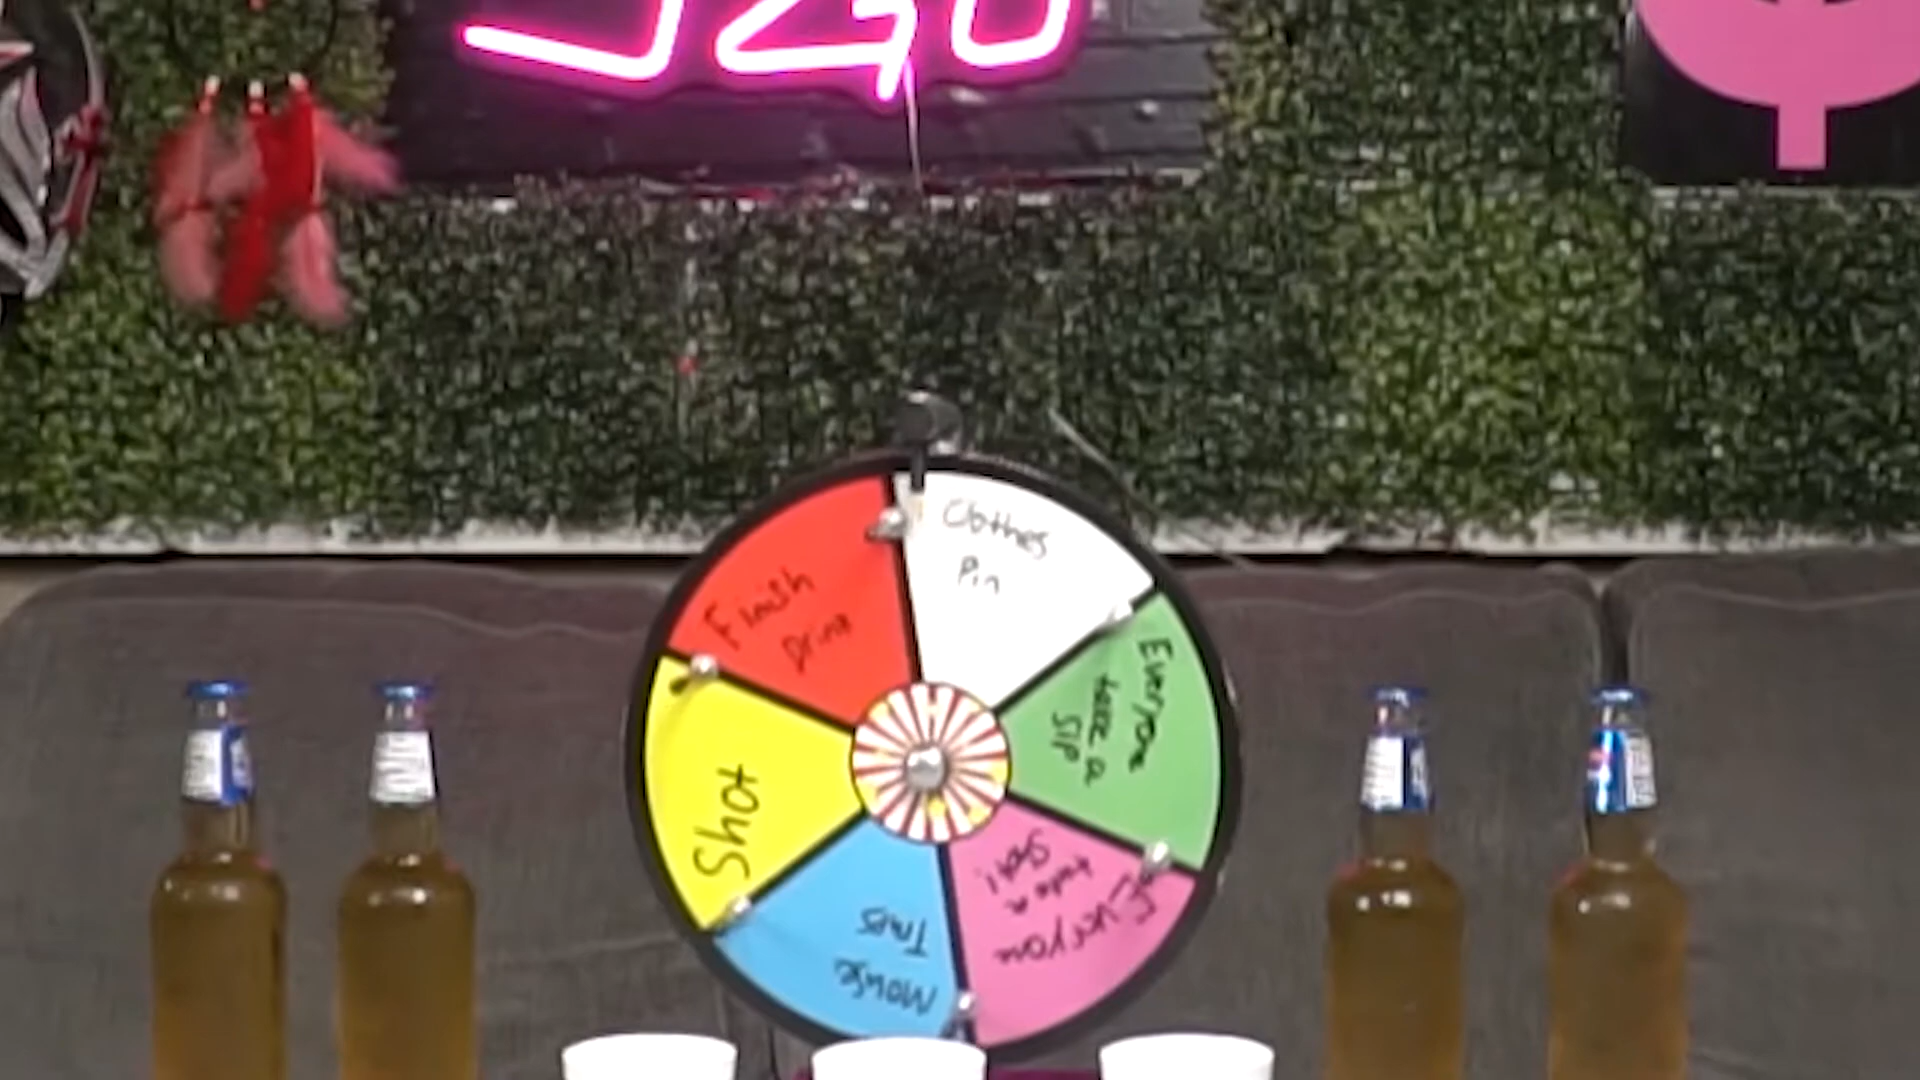 Clothes
Pin
Everyone
take a
Sip
Everyone
take a
Shot!
Mouse
Traps
Shot
Finish
Drink